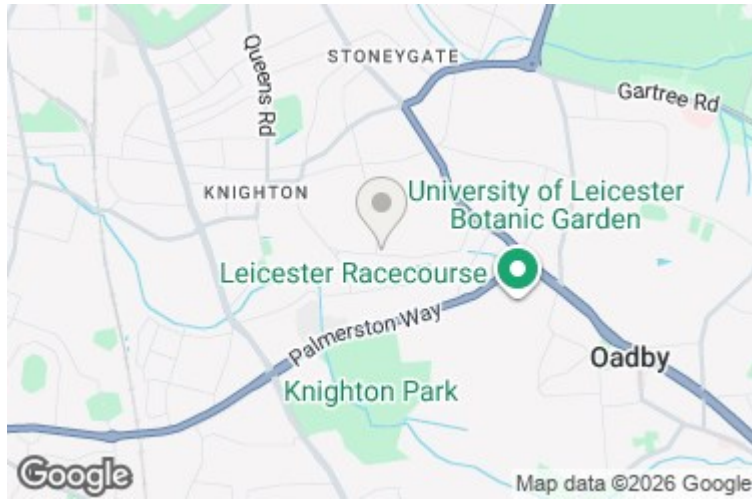 STONEYGATE
Queens Rd
Gartree Rd
KNIGHTON
University of Leicester
Botanic Garden
Leicester Racecourse
Palmerston Way
Oadby
Knighton Park
Google
Map data ©2026 Google